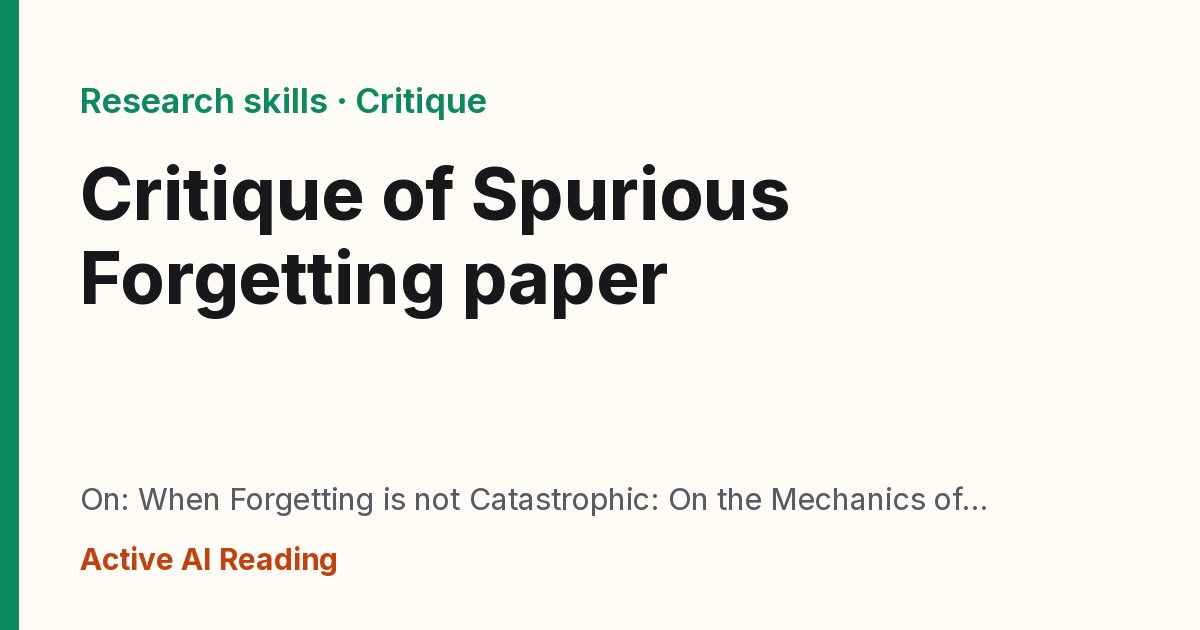 Research skills · Critique
Critique of Spurious
Forgetting paper
On: When Forgetting is not Catastrophic: On the Mechanics of...
Active AI Reading